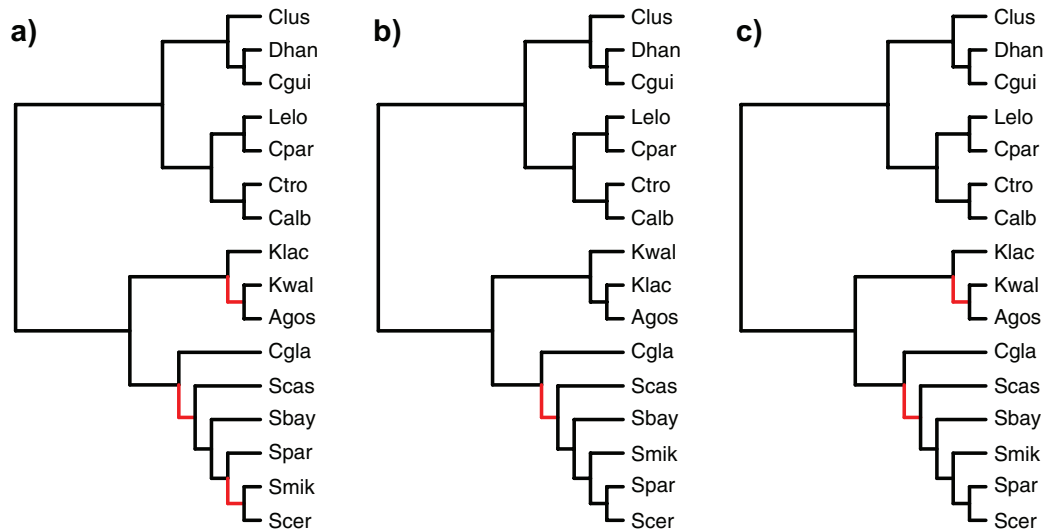 a)
Clus
Dhan
Cgui
Lelo
Cpar
Ctro
Calb
Klac
Kwal
Agos
Cgla
Scas
Sbay
Spar
Smik
Scer
b)
Clus
Dhan
Cgui
Lelo
Cpar
Ctro
Calb
Kwal
Klac
Agos
Cgla
Scas
Sbay
Smik
Spar
Scer
c)
Clus
Dhan
Cgui
Lelo
Cpar
Ctro
Calb
Klac
Kwal
Agos
Cgla
Scas
Sbay
Smik
Spar
Scer